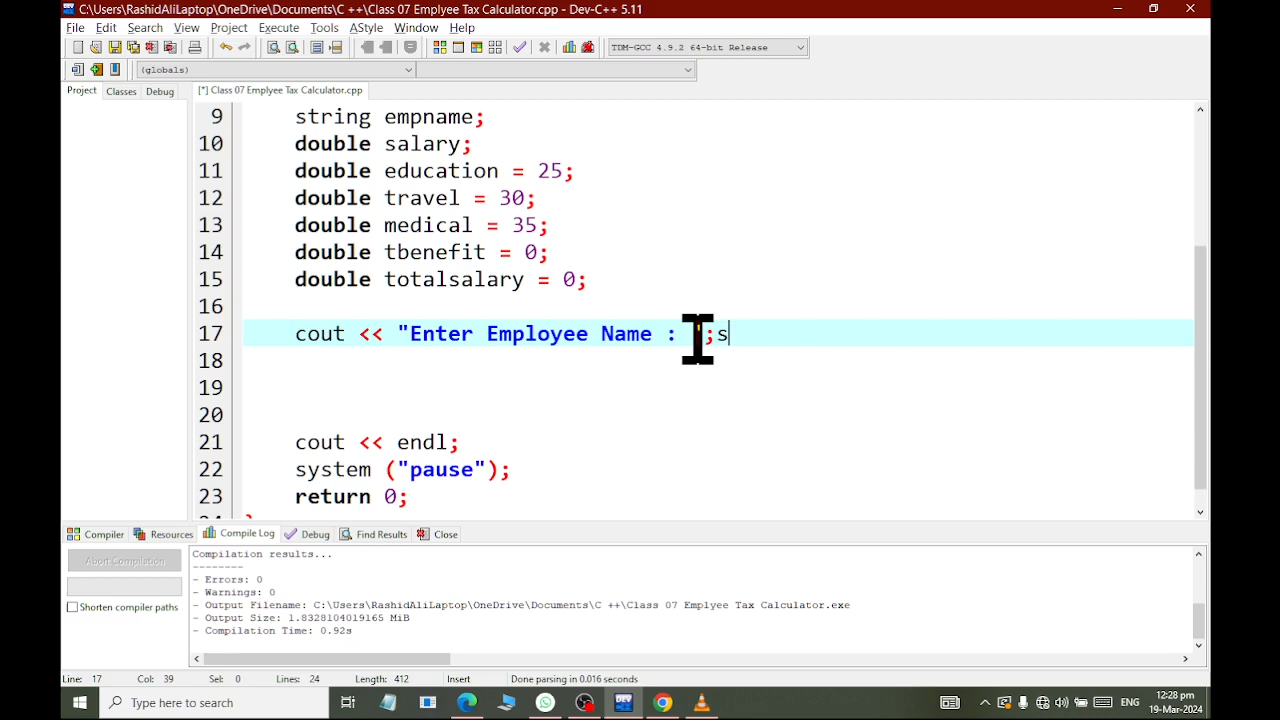 C:\Users\RashidAliLaptop\OneDrive\Documents\C ++\Class 07 Emplyee Tax Calculator.cpp - Dev-C++ 5.11
File Edit Search View Project Execute Tools AStyle Window Help
TDM-GCC 4.9.2 64-bit Release
(globals)
Project Classes Debug
[*] Class 07 Emplyee Tax Calculator.cpp
9 string empname;
10 double salary;
11 double education = 25;
12 double travel = 30;
13 double medical = 35;
14 double tbenefit = 0;
15 double totalsalary = 0;
16
17 cout << "Enter Employee Name : ";s
18
19
20
21 cout << endl;
22 system ("pause");
23 return 0;
Compiler Resources Compile Log Debug Find Results Close
Abort Compilation
Shorten compiler paths
Compilation results...
--------
- Errors: 0
- Warnings: 0
- Output Filename: C:\Users\RashidAliLaptop\OneDrive\Documents\C ++\Class 07 Emplyee Tax Calculator.exe
- Output Size: 1.8328104019165 MiB
- Compilation Time: 0.92s
Line: 17 Col: 39 Sel: 0 Lines: 24 Length: 412 Insert Done parsing in 0.016 seconds
Type here to search
ENG
12:28 pm
19-Mar-2024